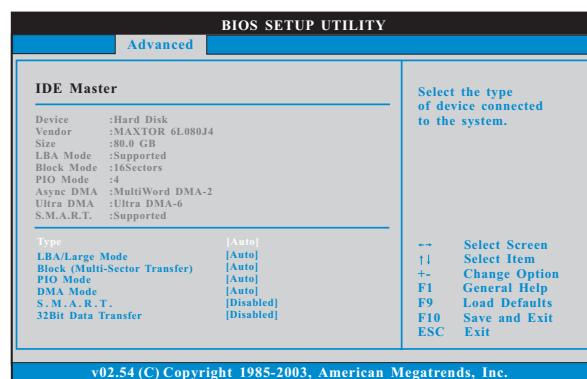 BIOS SETUP UTILITY
Advanced
IDE Master
Device :Hard Disk
Vendor :MAXTOR 6L080J4
Size :80.0 GB
LBA Mode :Supported
Block Mode :16Sectors
PIO Mode :4
Async DMA :MultiWord DMA-2
Ultra DMA :Ultra DMA-6
S.M.A.R.T. :Supported
Type [Auto]
LBA/Large Mode [Auto]
Block (Multi-Sector Transfer) [Auto]
PIO Mode [Auto]
DMA Mode [Auto]
S.M.A.R.T. [Disabled]
32Bit Data Transfer [Disabled]
Select the type
of device connected
to the system.
←→ Select Screen
↑↓ Select Item
+- Change Option
F1 General Help
F9 Load Defaults
F10 Save and Exit
ESC Exit
v02.54 (C) Copyright 1985-2003, American Megatrends, Inc.